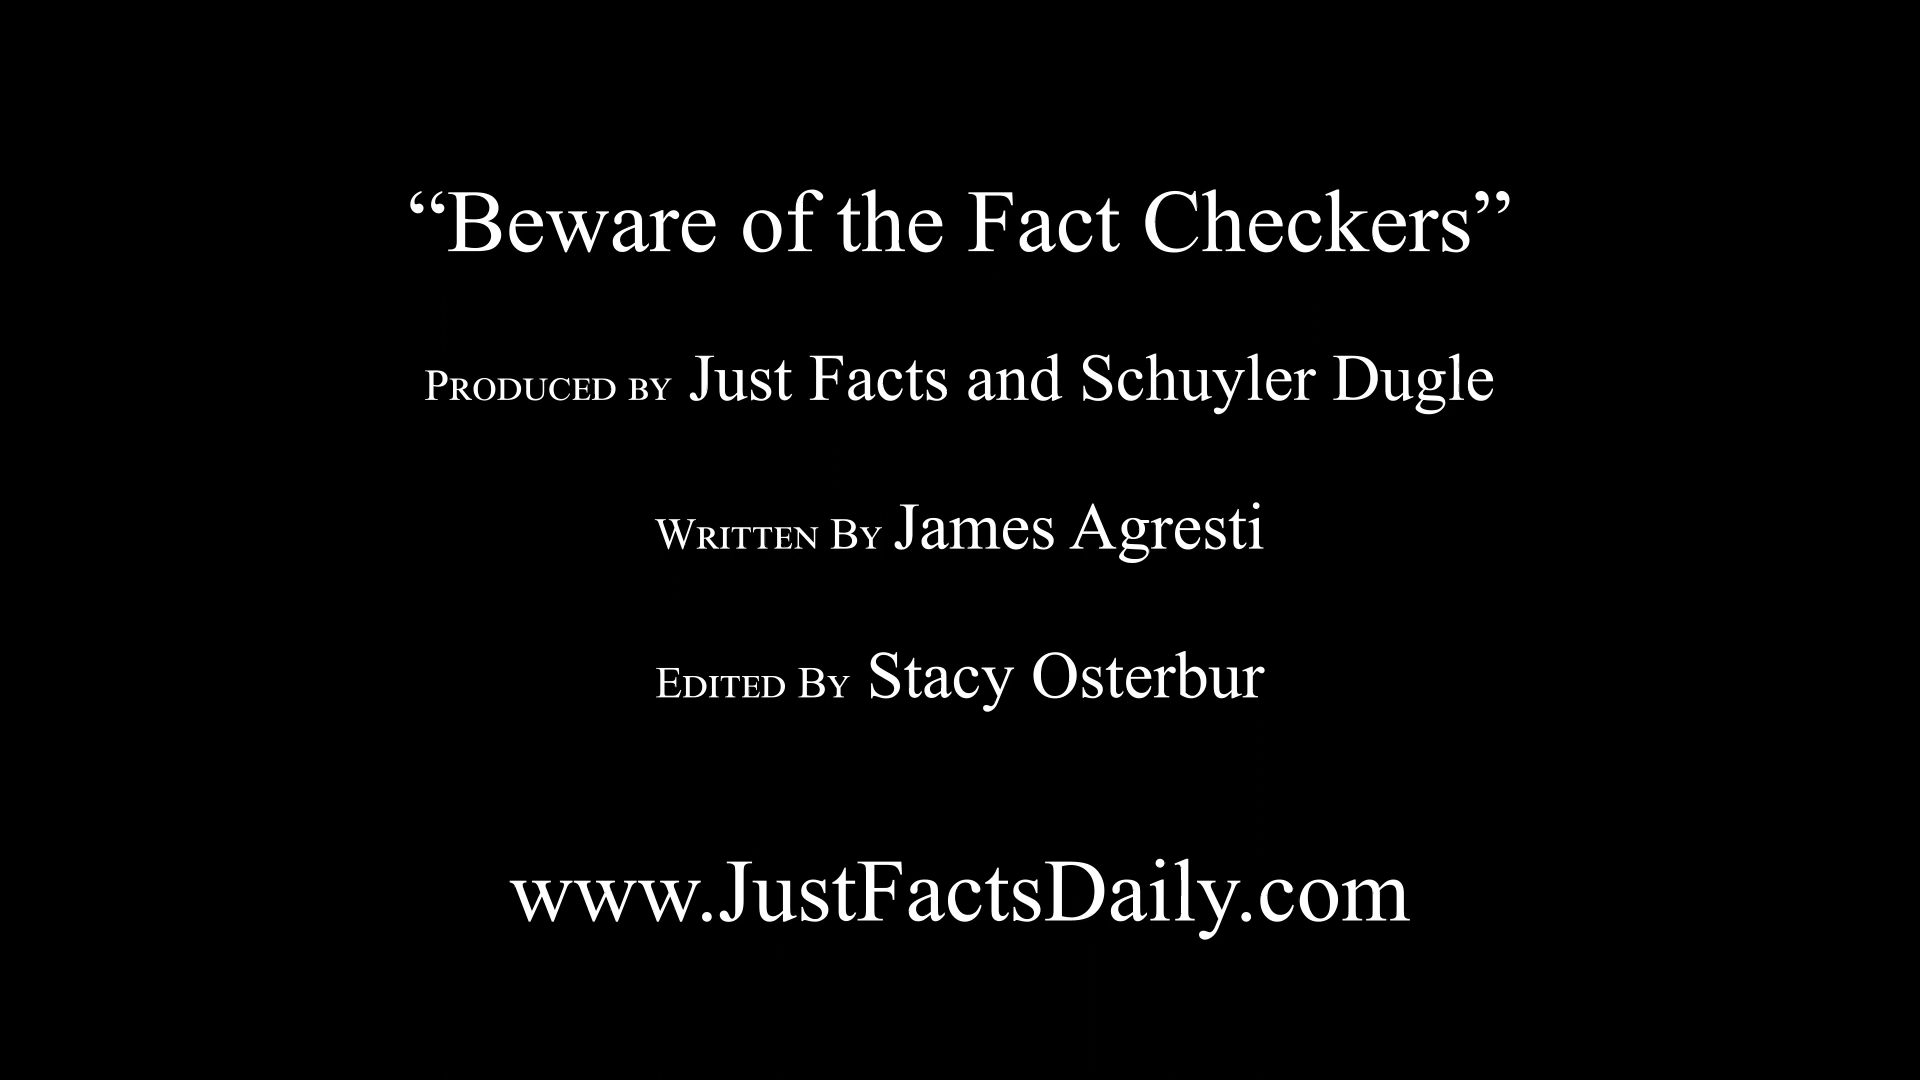 “Beware of the Fact Checkers”
Produced by Just Facts and Schuyler Dugle
Written By James Agresti
Edited By Stacy Osterbur
www.JustFactsDaily.com